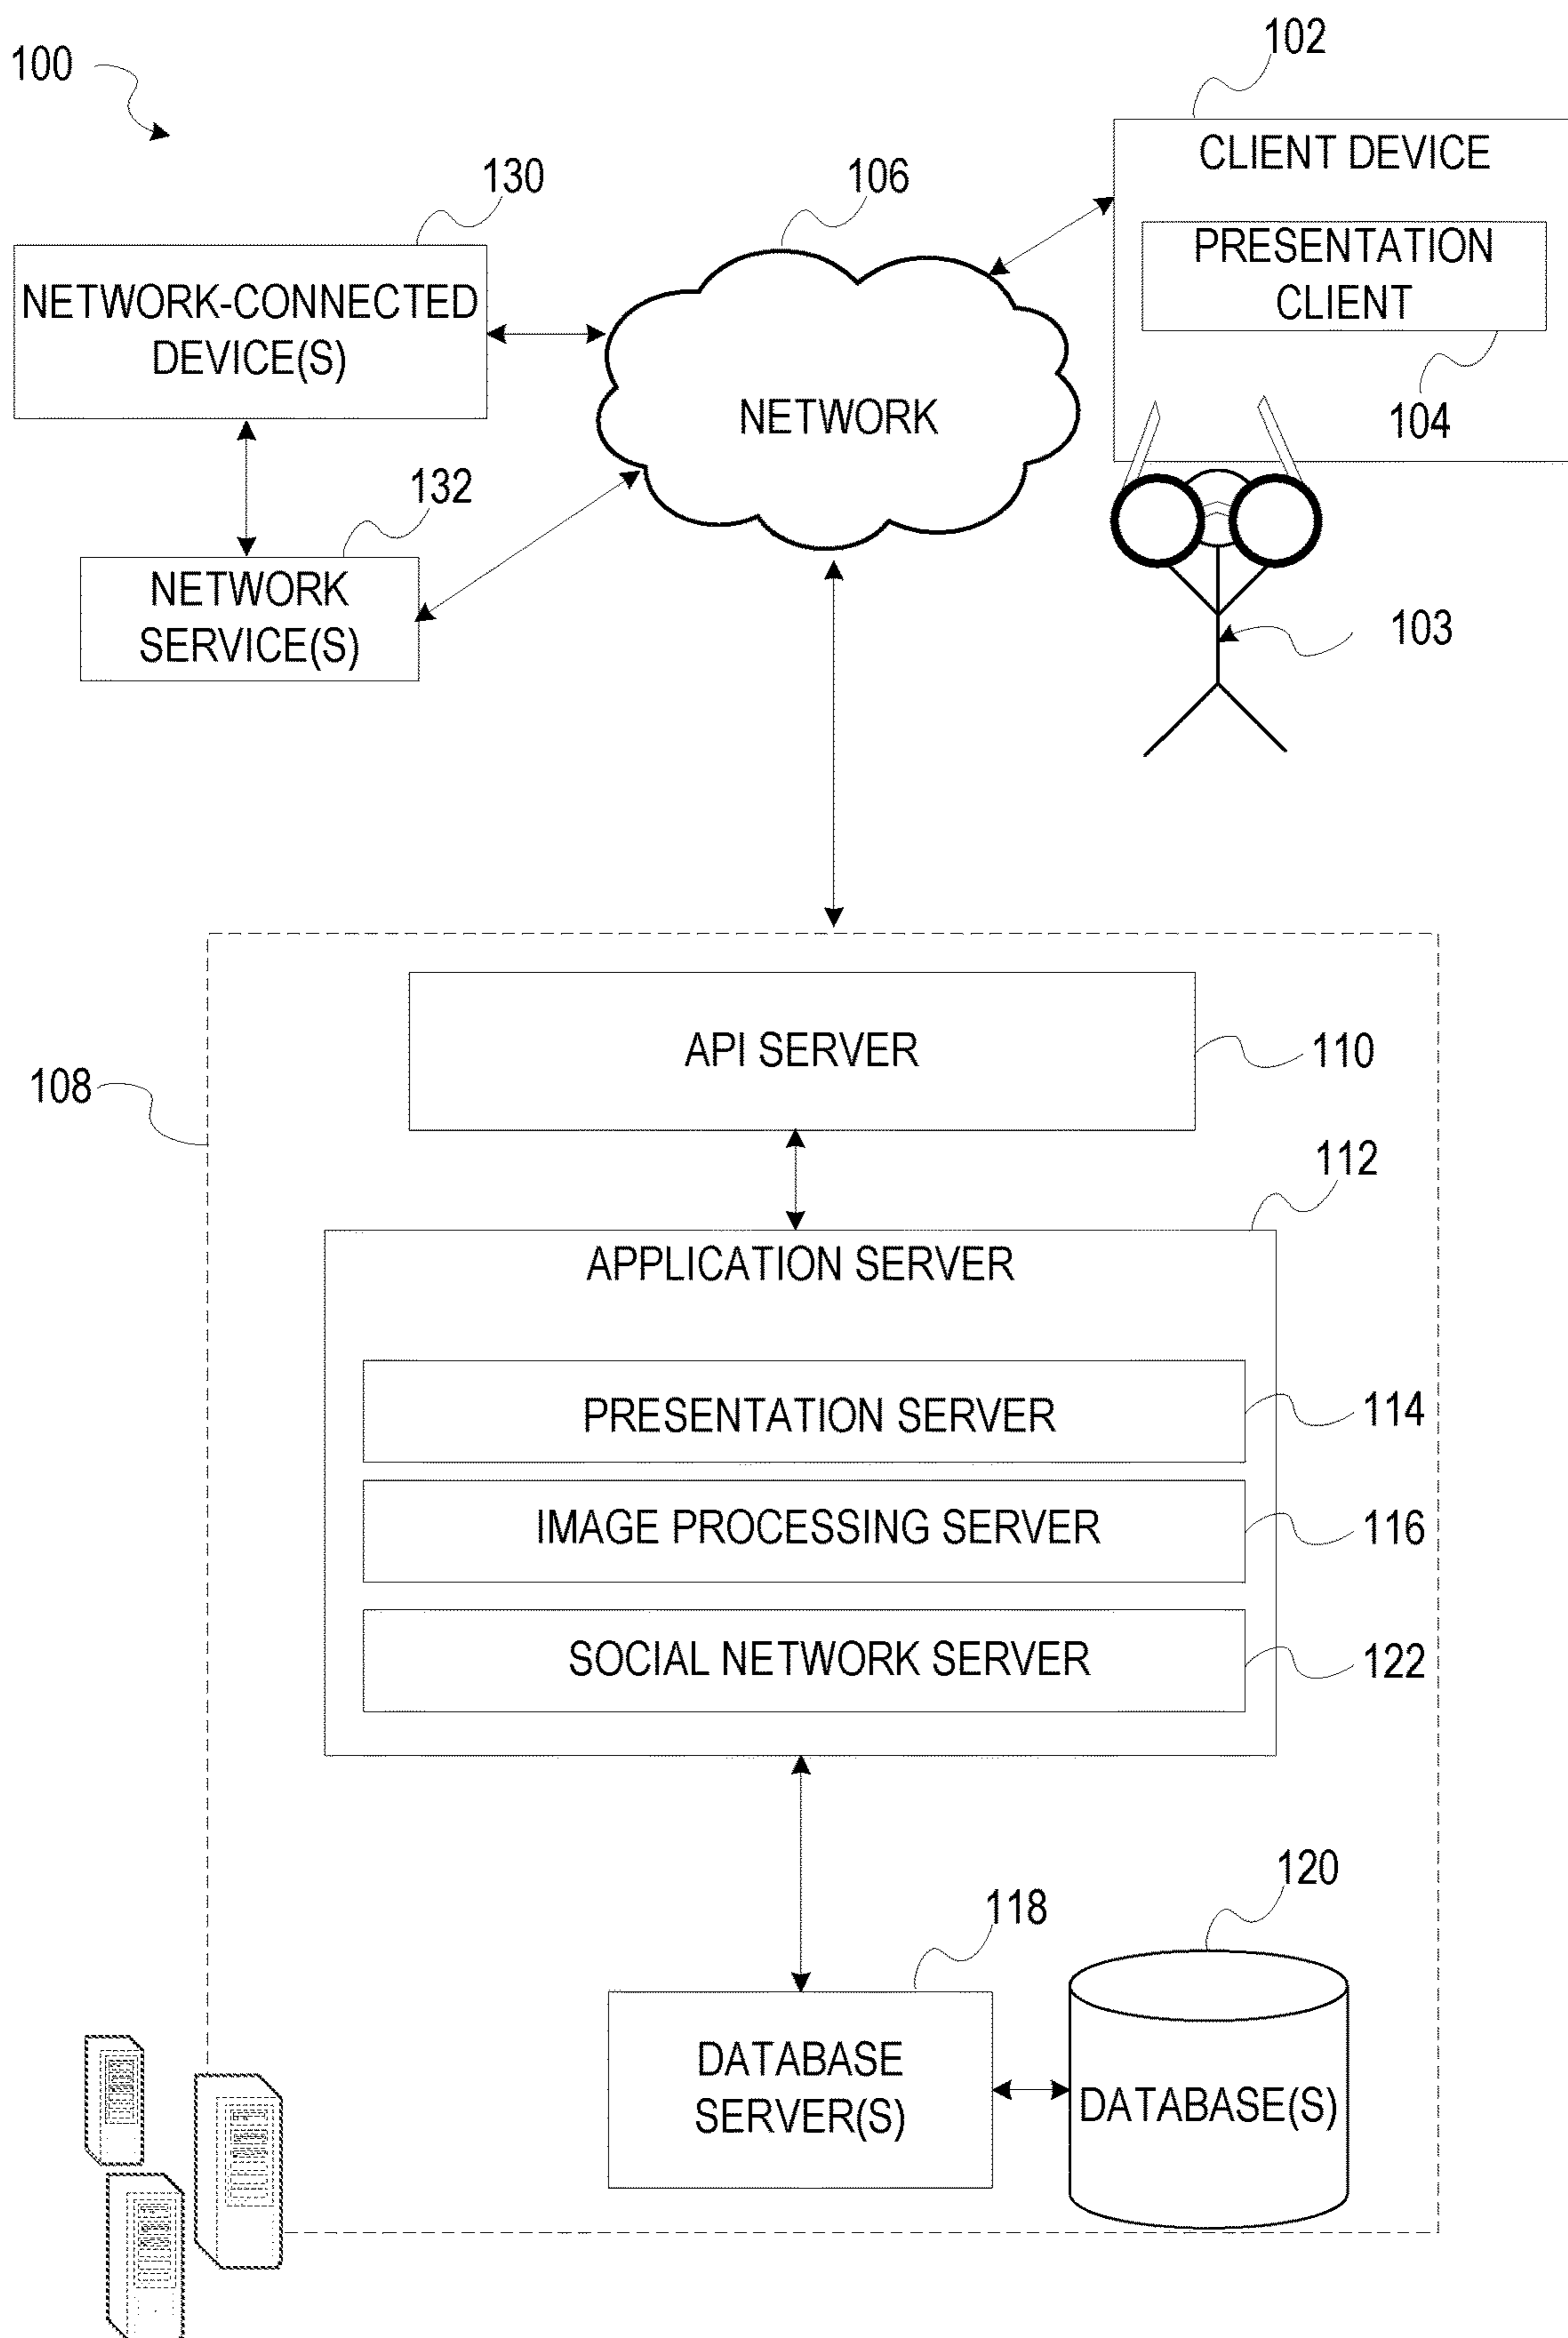 100
102
CLIENT DEVICE
PRESENTATION
CLIENT
104
130
106
NETWORK-CONNECTED
DEVICE(S)
NETWORK
132
NETWORK
SERVICE(S)
103
108
API SERVER
110
112
APPLICATION SERVER
PRESENTATION SERVER
114
IMAGE PROCESSING SERVER
116
SOCIAL NETWORK SERVER
122
118
120
DATABASE
SERVER(S)
DATABASE(S)